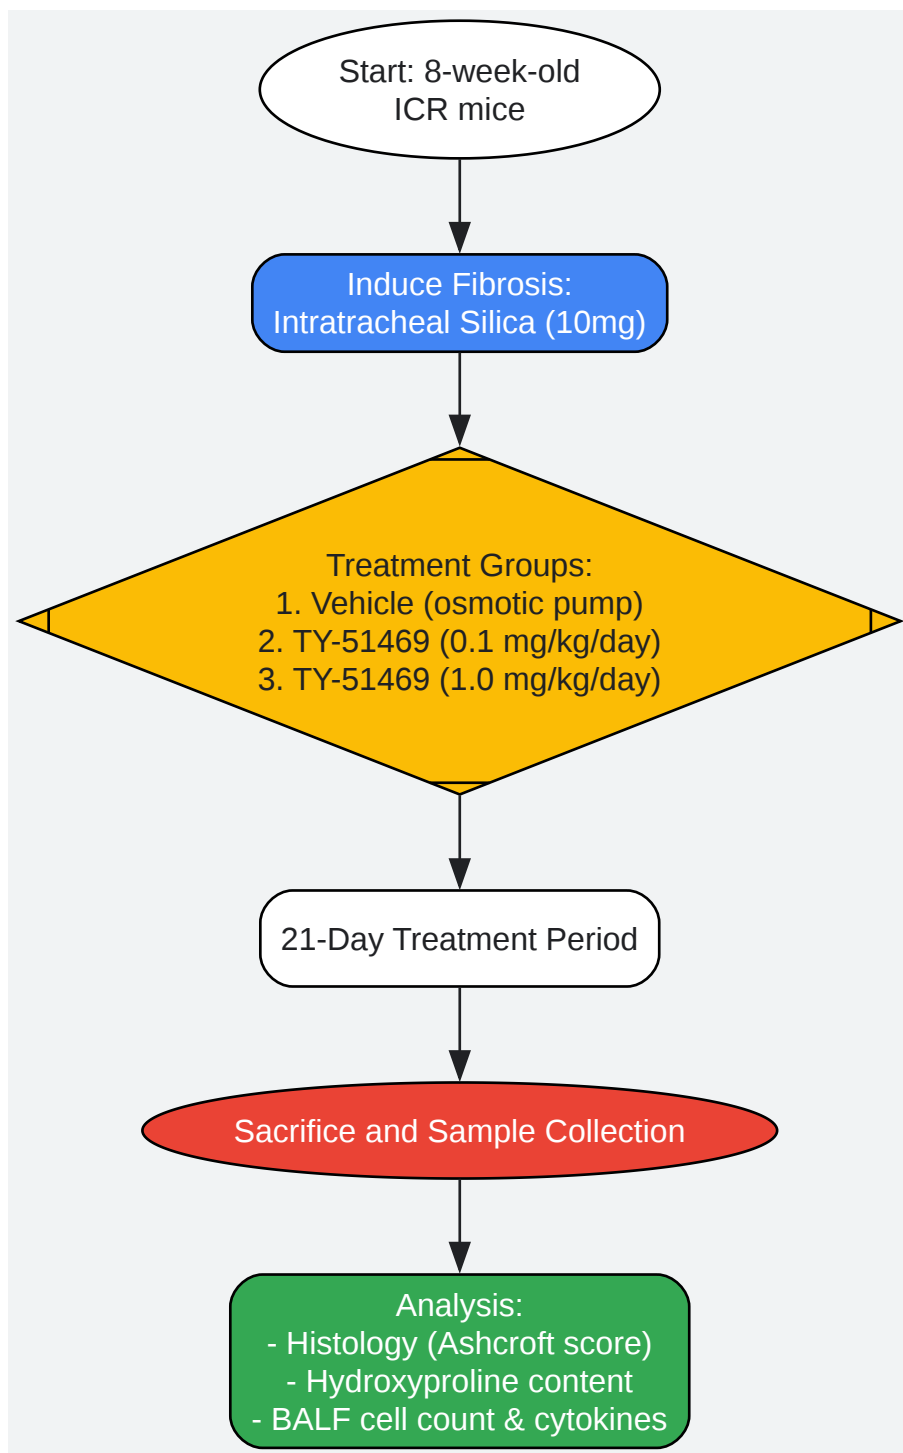 Start: 8-week-old
ICR mice
Induce Fibrosis:
Intratracheal Silica (10mg)
Treatment Groups:
1. Vehicle (osmotic pump)
2. TY-51469 (0.1 mg/kg/day)
3. TY-51469 (1.0 mg/kg/day)
21-Day Treatment Period
Sacrifice and Sample Collection
Analysis:
- Histology (Ashcroft score)
- Hydroxyproline content
- BALF cell count & cytokines